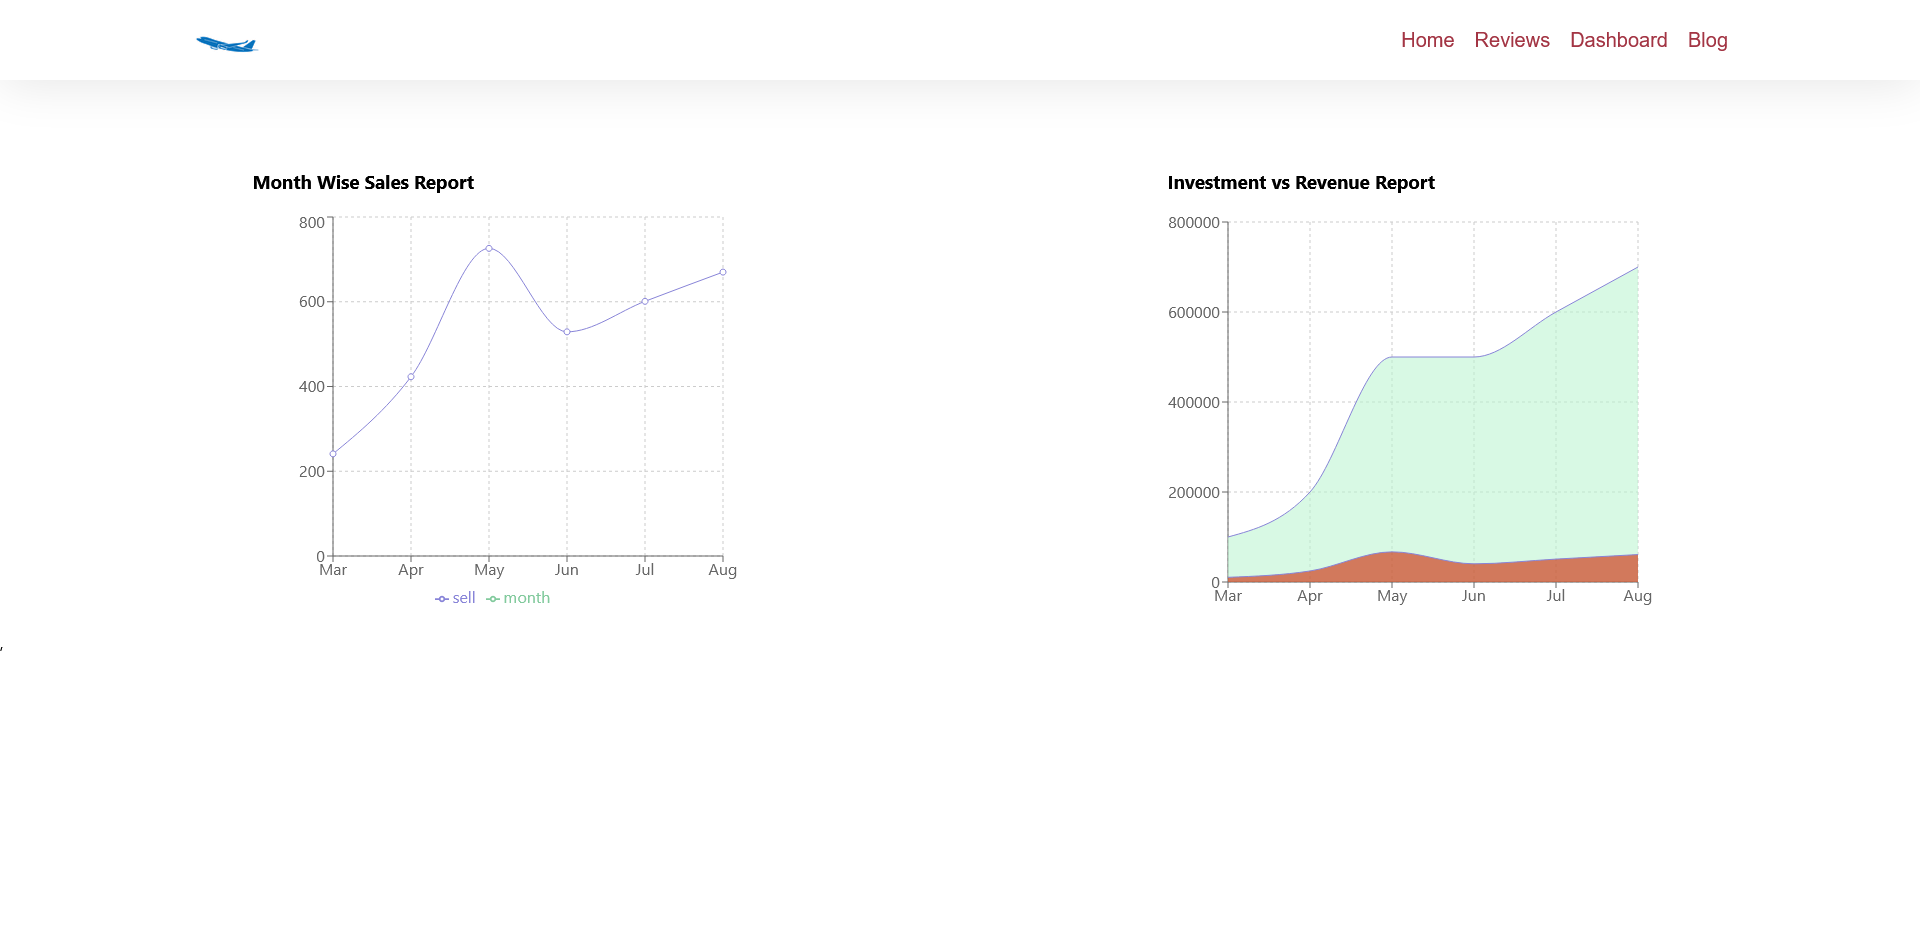 Home Reviews Dashboard Blog
Month Wise Sales Report
800
600
400
200
0
Mar Apr May Jun Jul Aug
sell month
Investment vs Revenue Report
800000
600000
400000
200000
0
Mar Apr May Jun Jul Aug
,